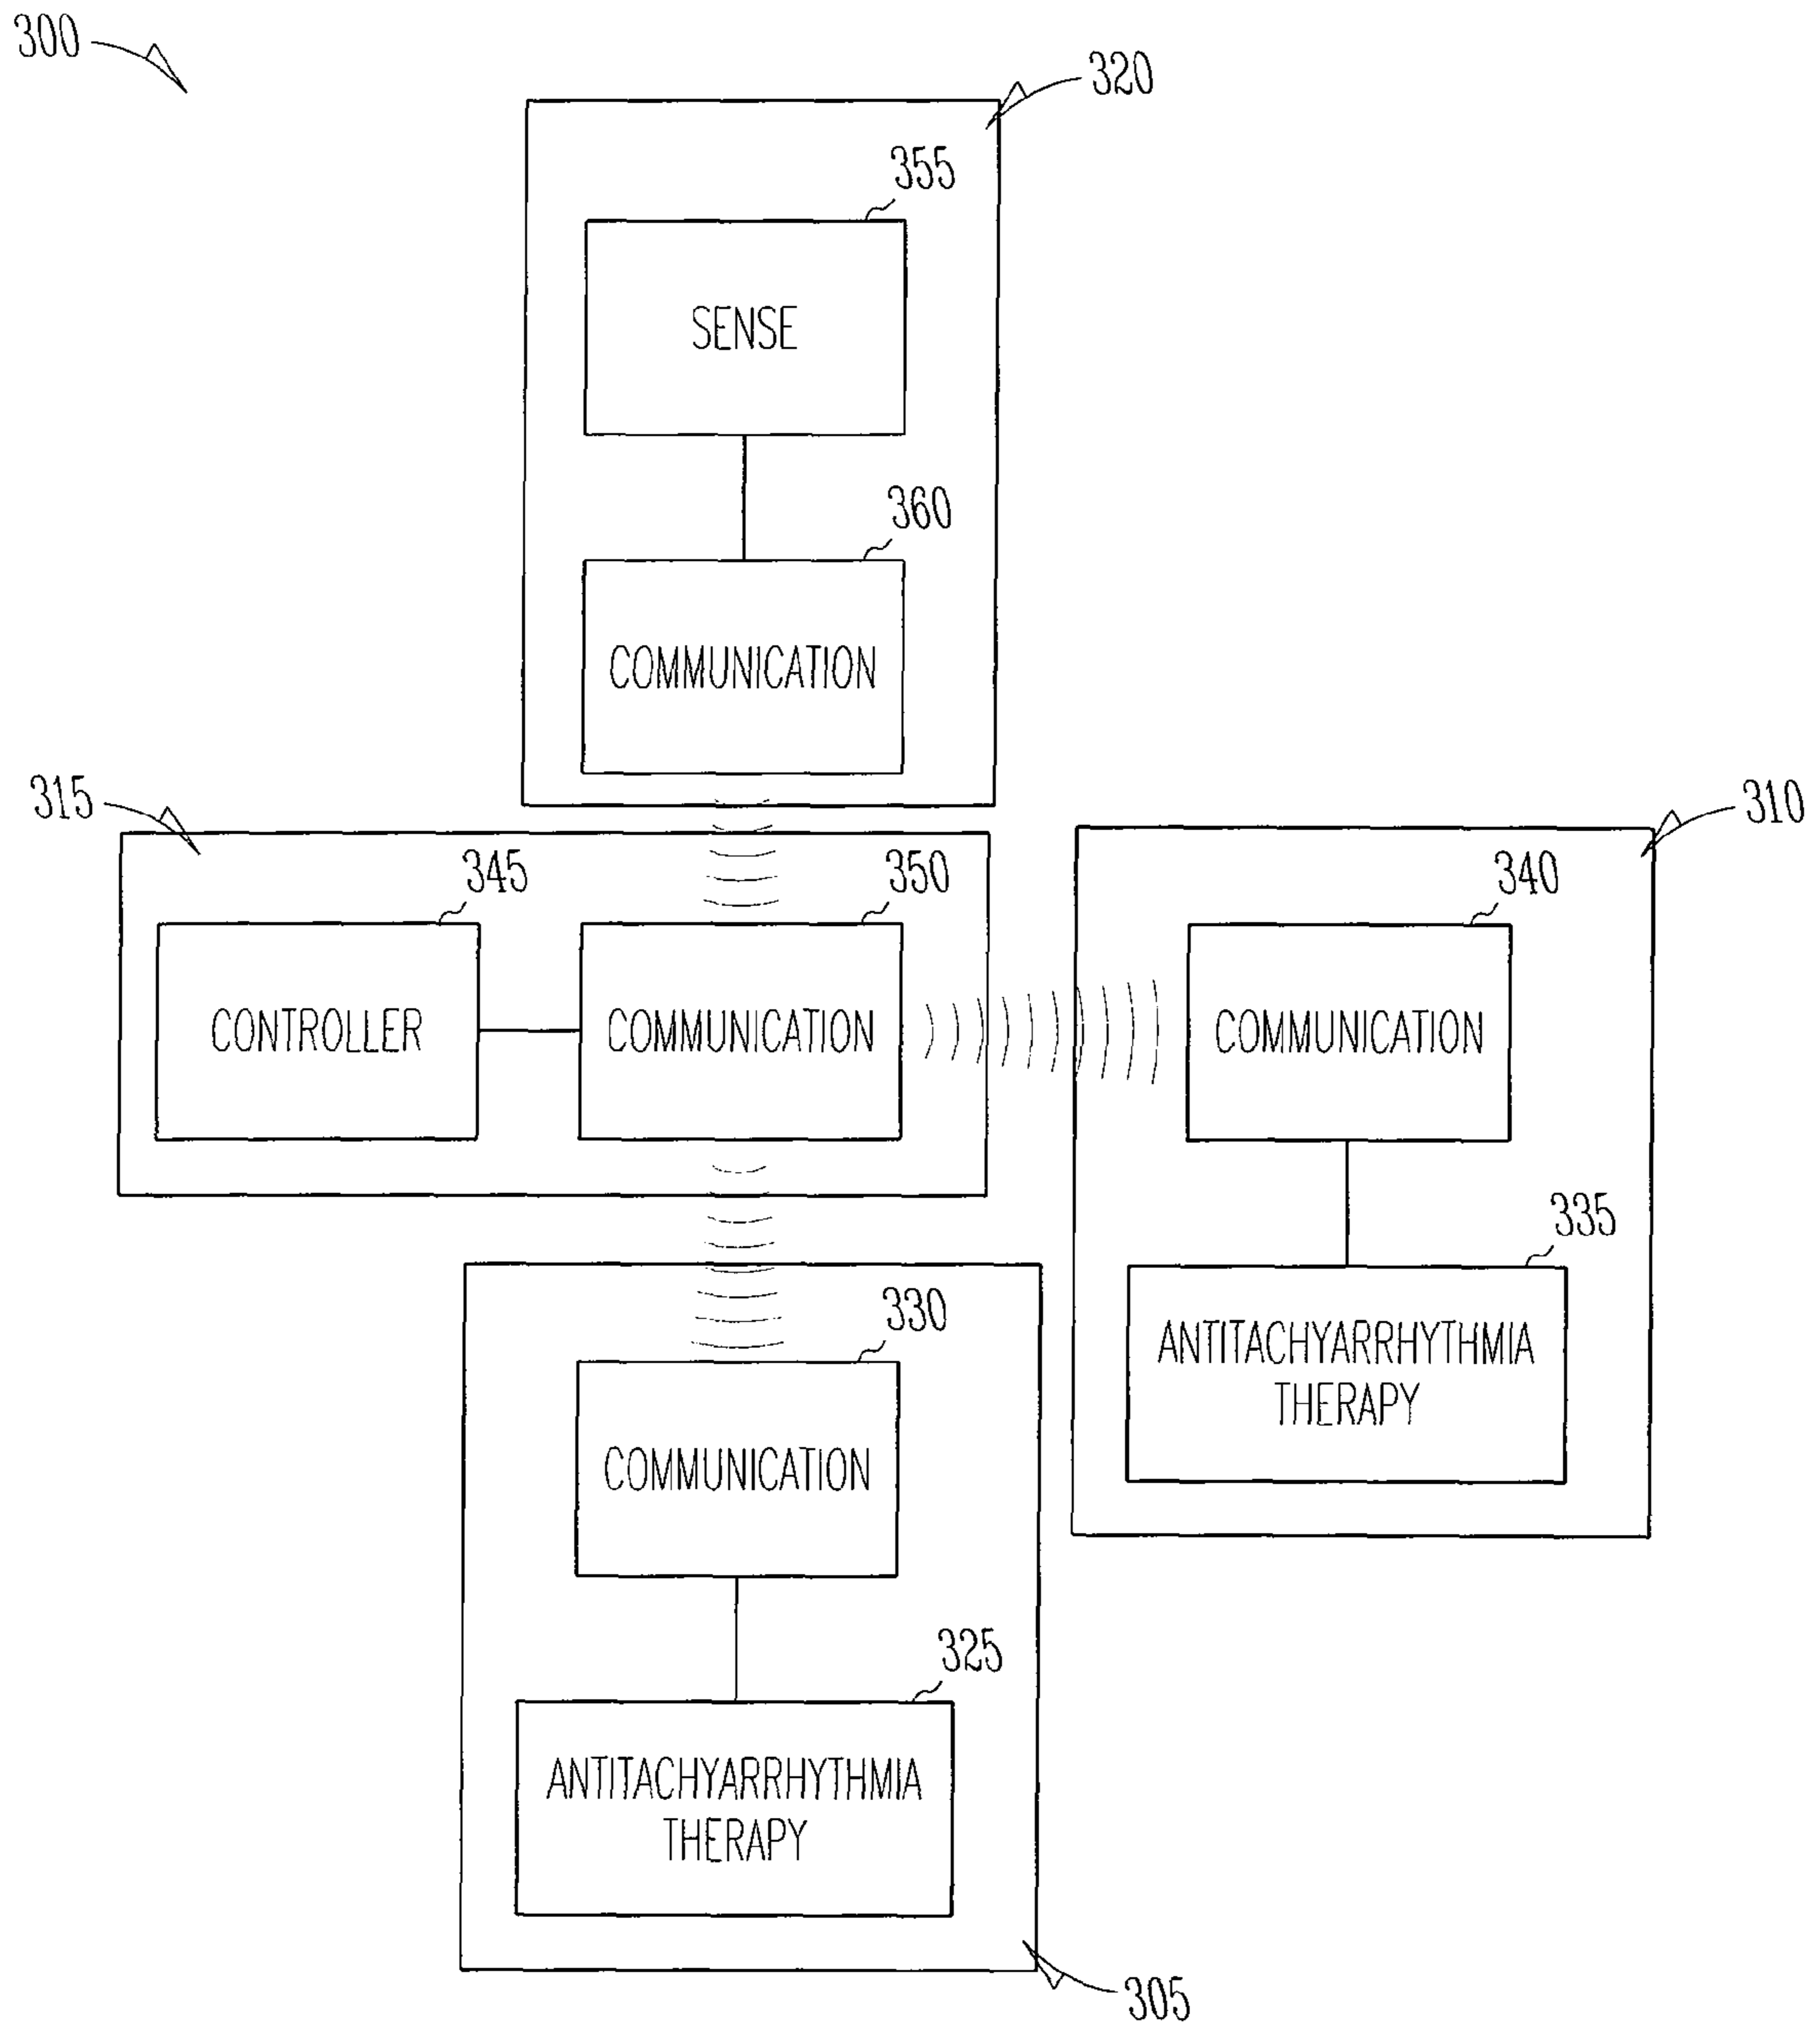 300
320
355
SENSE
360
COMMUNICATION
315
310
345
350
340
CONTROLLER
COMMUNICATION
COMMUNICATION
335
330
ANTITACHYARRHYTHMIA
THERAPY
COMMUNICATION
325
ANTITACHYARRHYTHMIA
THERAPY
305